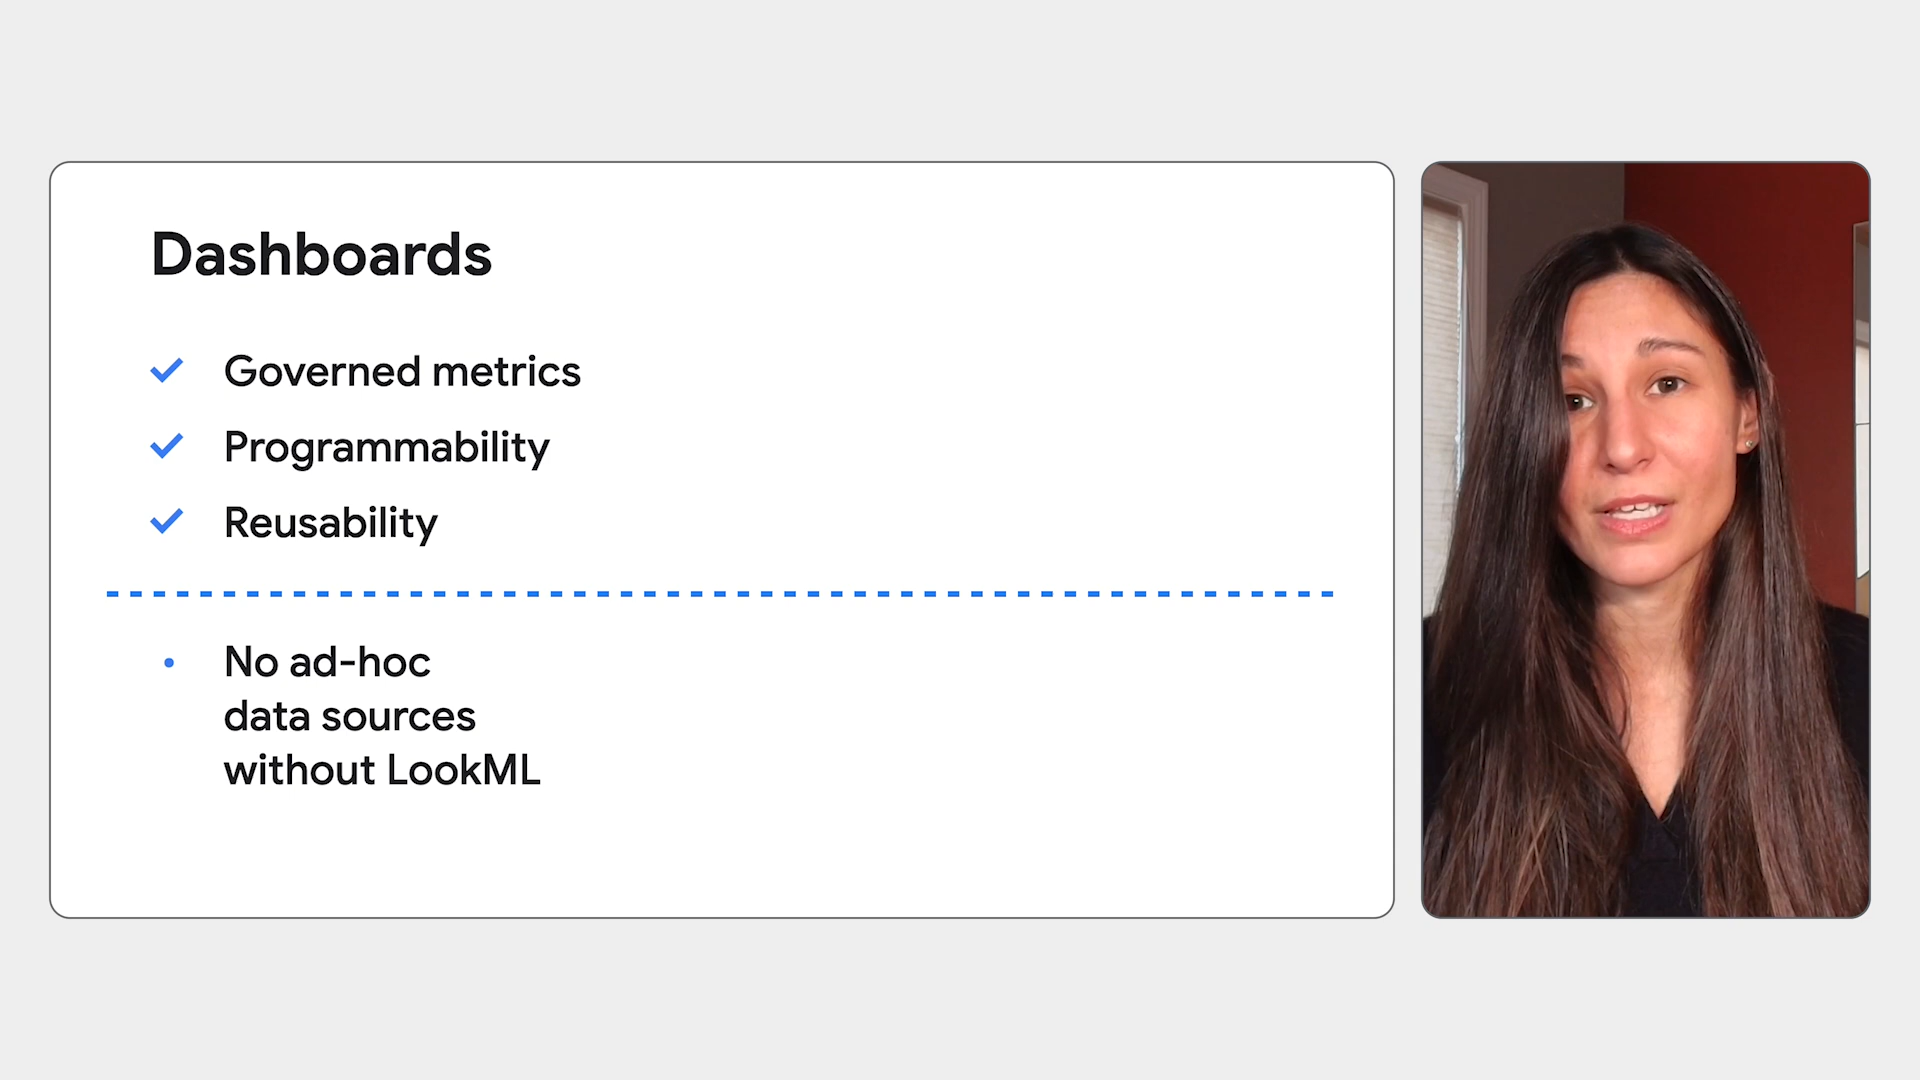 Dashboards
Governed metrics
Programmability
Reusability
No ad-hoc
data sources
without LookML